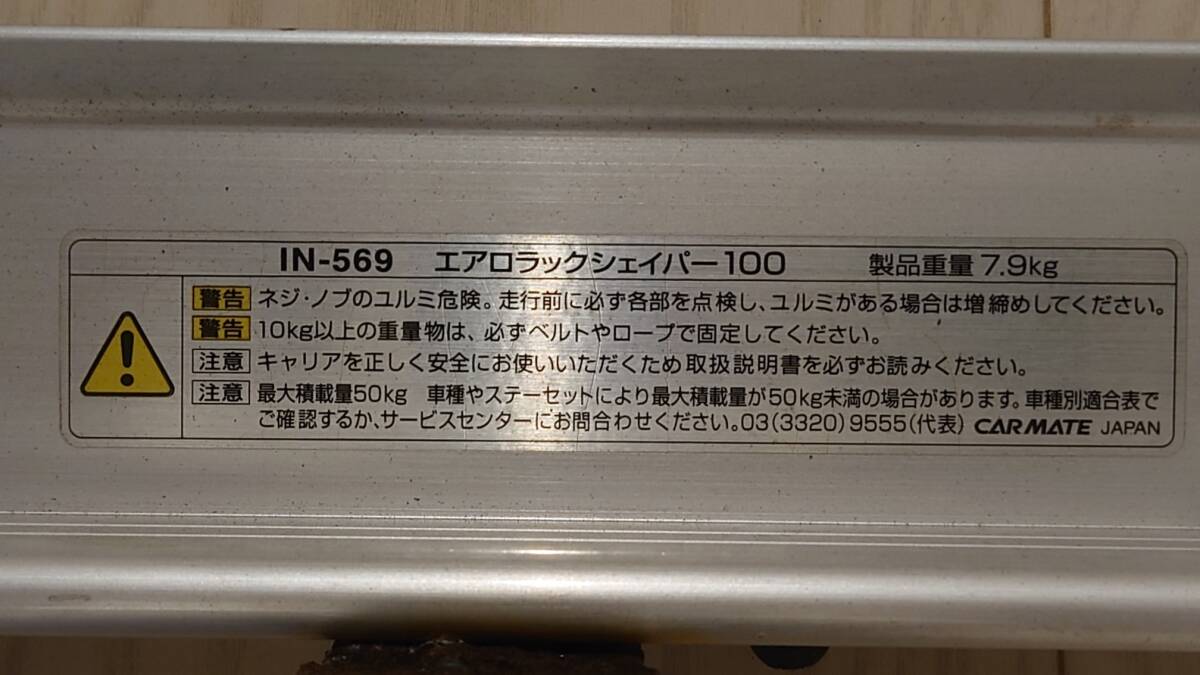 IN-569 エアロラックシェイパー100 製品重量 7.9kg
警告 ネジ・ノブのユルミ危険。走行前に必ず各部を点検し、ユルミがある場合は増締めしてください。
警告 10kg以上の重量物は、必ずベルトやロープで固定してください。
注意 キャリアを正しく安全にお使いいただくため取扱説明書を必ずお読みください。
注意 最大積載量50kg 車種やステーセットにより最大積載量が50kg未満の場合があります。車種別適合表で
ご確認するか、サービスセンターにお問合わせください。03(3320)9555(代表) CARMATE JAPAN